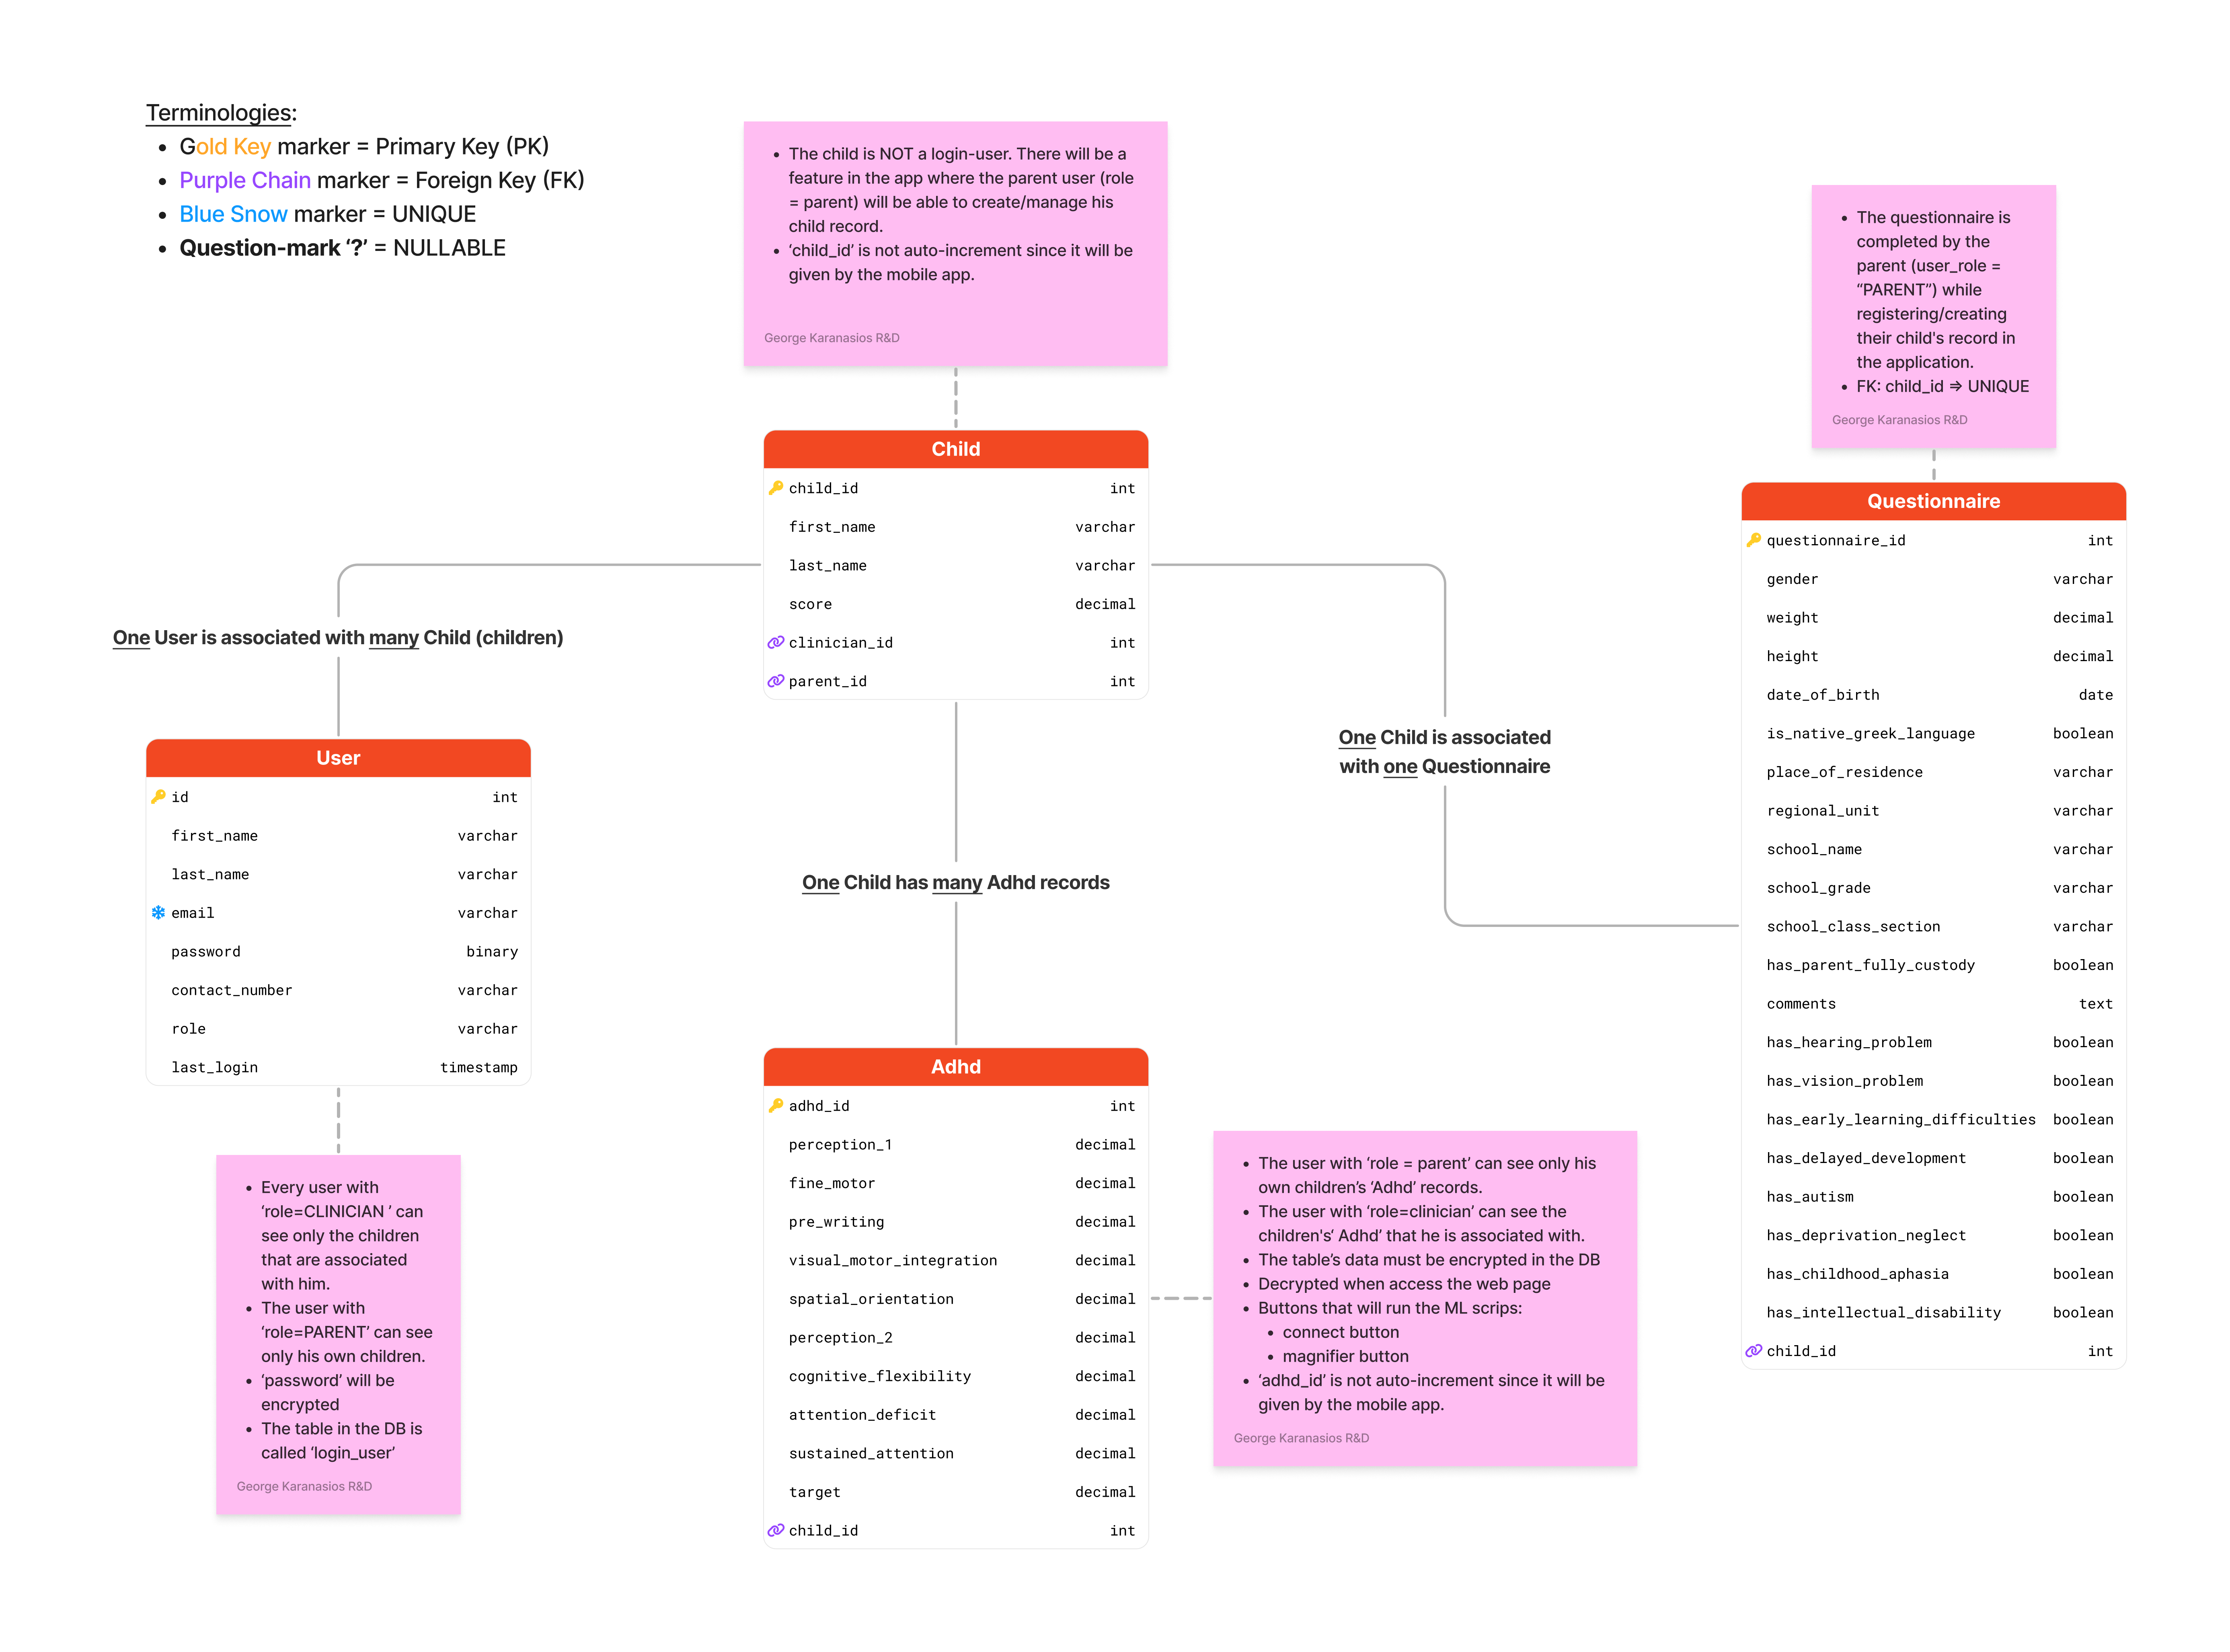 Terminologies:
• Gold Key marker = Primary Key (PK)
• Purple Chain marker = Foreign Key (FK)
• Blue Snow marker = UNIQUE
• Question-mark ‘?’ = NULLABLE
• The child is NOT a login-user. There will be a
feature in the app where the parent user (role
= parent) will be able to create/manage his
child record.
• ‘child_id’ is not auto-increment since it will be
given by the mobile app.
George Karanasios R&D
• The questionnaire is
completed by the
parent (user_role =
“PARENT”) while
registering/creating
their child's record in
the application.
• FK: child_id => UNIQUE
George Karanasios R&D
Child
child_id int
first_name varchar
last_name varchar
score decimal
clinician_id int
parent_id int
One User is associated with many Child (children)
One Child is associated
with one Questionnaire
One Child has many Adhd records
User
id int
first_name varchar
last_name varchar
email varchar
password binary
contact_number varchar
role varchar
last_login timestamp
• Every user with
‘role=CLINICIAN ’ can
see only the children
that are associated
with him.
• The user with
‘role=PARENT’ can see
only his own children.
• ‘password’ will be
encrypted
• The table in the DB is
called ‘login_user’
George Karanasios R&D
Adhd
adhd_id int
perception_1 decimal
fine_motor decimal
pre_writing decimal
visual_motor_integration decimal
spatial_orientation decimal
perception_2 decimal
cognitive_flexibility decimal
attention_deficit decimal
sustained_attention decimal
target decimal
child_id int
• The user with ‘role = parent’ can see only his
own children’s ‘Adhd’ records.
• The user with ‘role=clinician’ can see the
children's‘ Adhd’ that he is associated with.
• The table’s data must be encrypted in the DB
• Decrypted when access the web page
• Buttons that will run the ML scrips:
• connect button
• magnifier button
• ‘adhd_id’ is not auto-increment since it will be
given by the mobile app.
George Karanasios R&D
Questionnaire
questionnaire_id int
gender varchar
weight decimal
height decimal
date_of_birth date
is_native_greek_language boolean
place_of_residence varchar
regional_unit varchar
school_name varchar
school_grade varchar
school_class_section varchar
has_parent_fully_custody boolean
comments text
has_hearing_problem boolean
has_vision_problem boolean
has_early_learning_difficulties boolean
has_delayed_development boolean
has_autism boolean
has_deprivation_neglect boolean
has_childhood_aphasia boolean
has_intellectual_disability boolean
child_id int